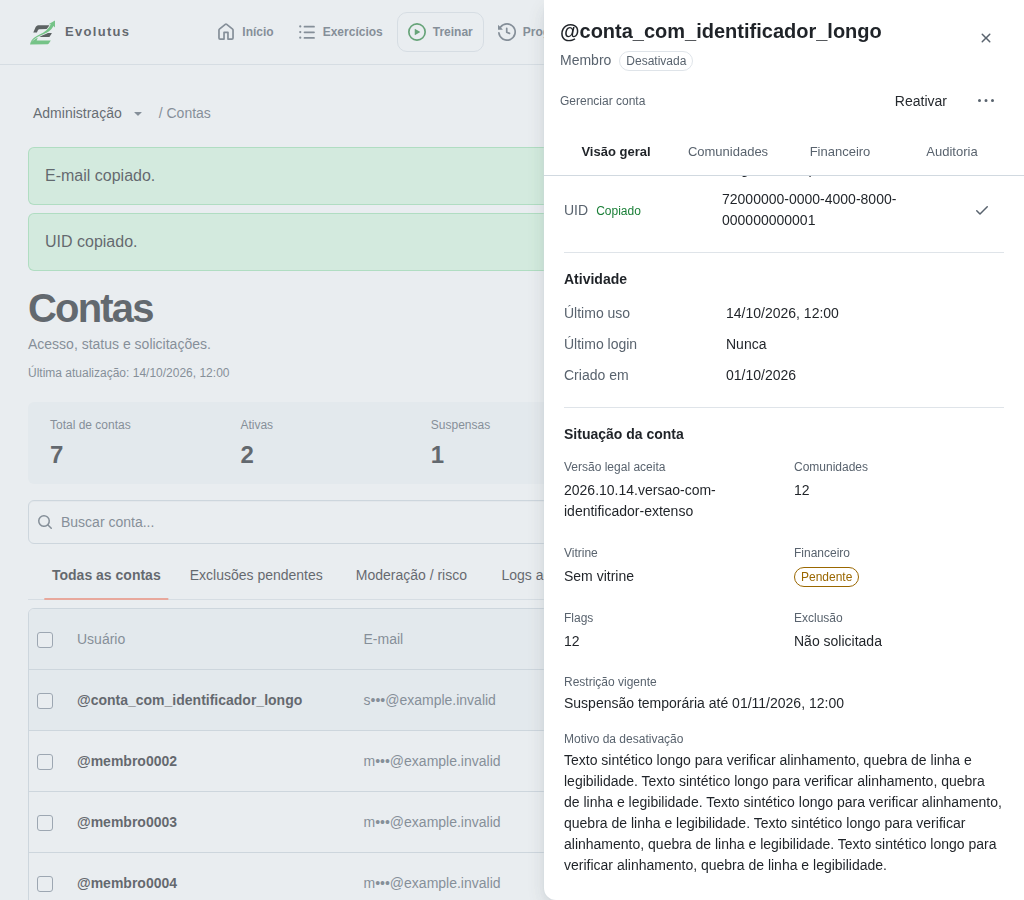 Evolutus
Início
Exercícios
Treinar
Administração
/ Contas
E-mail copiado.
UID copiado.
Contas
Acesso, status e solicitações.
Última atualização: 14/10/2026, 12:00
Total de contas
Ativas
Suspensas
7
2
1
Buscar conta...
Todas as contas
Exclusões pendentes
Moderação / risco
Usuário
E-mail
@conta_com_identificador_longo
s•••@example.invalid
@membro0002
m•••@example.invalid
@membro0003
m•••@example.invalid
@membro0004
m•••@example.invalid
@conta_com_identificador_longo
Membro
Desativada
Gerenciar conta
Reativar
Visão geral
Comunidades
Financeiro
Auditoria
UID Copiado
72000000-0000-4000-8000-
000000000001
Atividade
Último uso
14/10/2026, 12:00
Último login
Nunca
Criado em
01/10/2026
Situação da conta
Versão legal aceita
Comunidades
2026.10.14.versao-com-
identificador-extenso
12
Vitrine
Financeiro
Sem vitrine
Pendente
Flags
Exclusão
12
Não solicitada
Restrição vigente
Suspensão temporária até 01/11/2026, 12:00
Motivo da desativação
Texto sintético longo para verificar alinhamento, quebra de linha e
legibilidade. Texto sintético longo para verificar alinhamento, quebra
de linha e legibilidade. Texto sintético longo para verificar alinhamento,
quebra de linha e legibilidade. Texto sintético longo para verificar
alinhamento, quebra de linha e legibilidade. Texto sintético longo para
verificar alinhamento, quebra de linha e legibilidade.